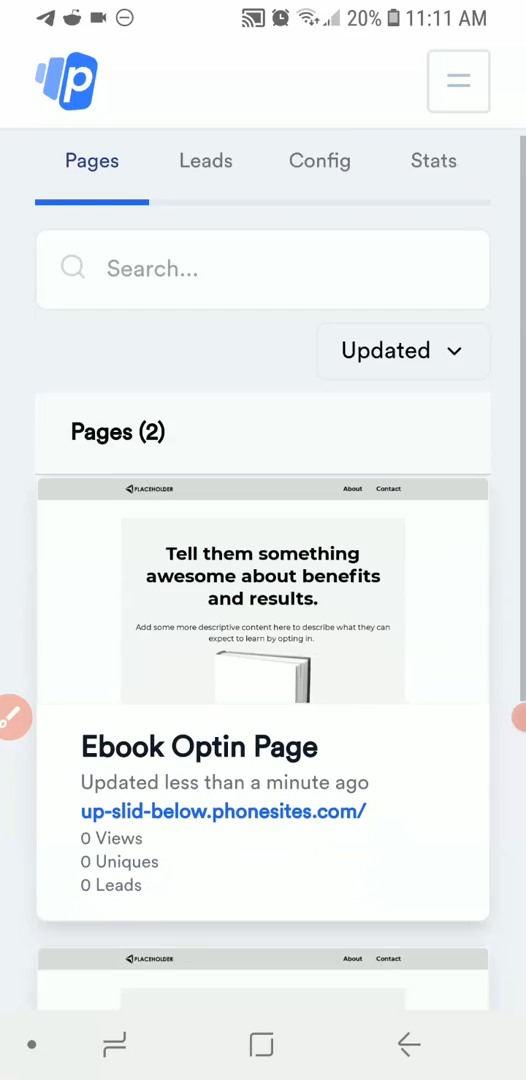 20% 11:11 AM
p
Pages Leads Config Stats
Search...
Updated
Pages (2)
PLACEHOLDER About Contact
Tell them something
awesome about benefits
and results.
Add some more descriptive content here to describe what they can
expect to learn by opting in.
Ebook Optin Page
Updated less than a minute ago
up-slid-below.phonesites.com/
0 Views
0 Uniques
0 Leads
PLACEHOLDER About Contact